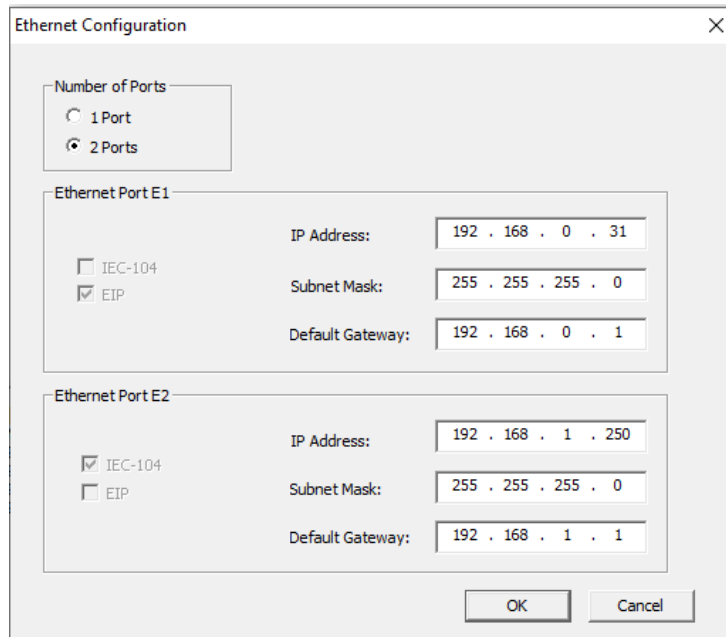 Ethernet Configuration
Number of Ports
1 Port
2 Ports
Ethernet Port E1
IP Address: 192 . 168 . 0 . 31
IEC-104
EIP
Subnet Mask: 255 . 255 . 255 . 0
Default Gateway: 192 . 168 . 0 . 1
Ethernet Port E2
IP Address: 192 . 168 . 1 . 250
IEC-104
EIP
Subnet Mask: 255 . 255 . 255 . 0
Default Gateway: 192 . 168 . 1 . 1
OK Cancel